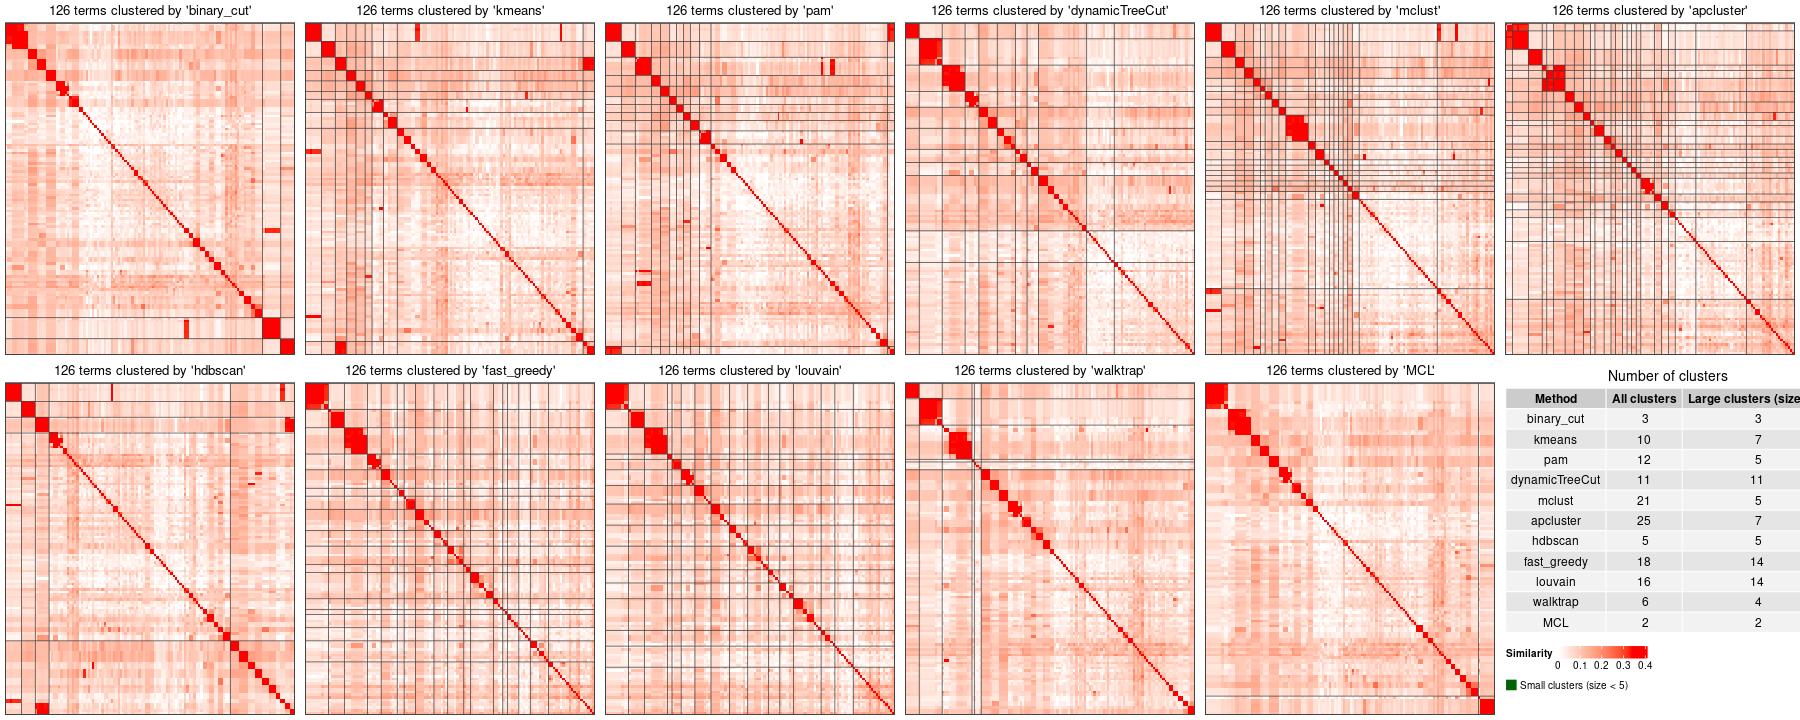 126 terms clustered by 'binary_cut'
126 terms clustered by 'kmeans'
126 terms clustered by 'pam'
126 terms clustered by 'dynamicTreeCut'
126 terms clustered by 'mclust'
126 terms clustered by 'apcluster'
126 terms clustered by 'hdbscan'
126 terms clustered by 'fast_greedy'
126 terms clustered by 'louvain'
126 terms clustered by 'walktrap'
126 terms clustered by 'MCL'
Number of clusters
Method All clusters Large clusters (size
binary_cut 3 3
kmeans 10 7
pam 12 5
dynamicTreeCut 11 11
mclust 21 5
apcluster 25 7
hdbscan 5 5
fast_greedy 18 14
louvain 16 14
walktrap 6 4
MCL 2 2
Similarity
0 0.1 0.2 0.3 0.4
Small clusters (size < 5)